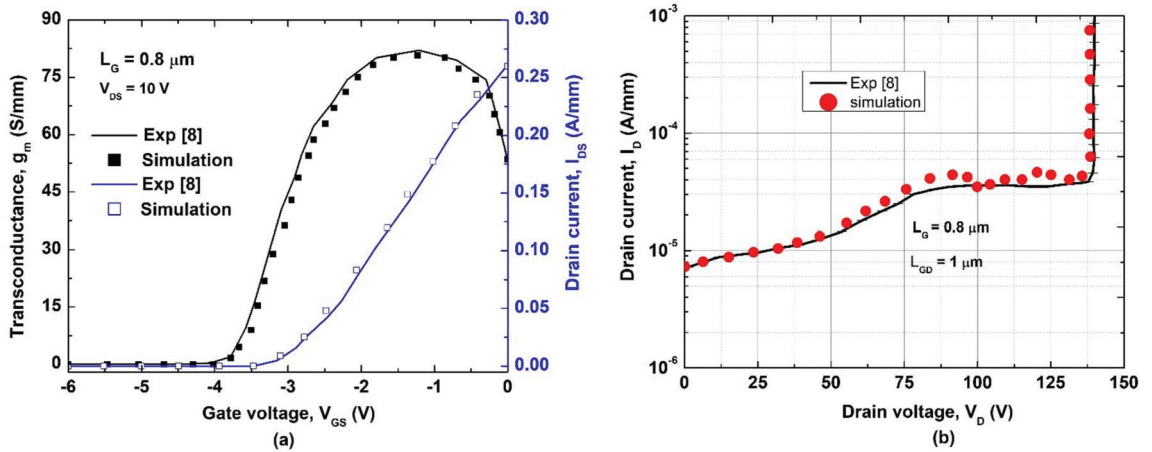 90
75
60
45
30
15
0
Transconductance, gm (S/mm)
L_G = 0.8 μm
V_DS = 10 V
Exp [8]
Simulation
Exp [8]
Simulation
0.30
0.25
0.20
0.15
0.10
0.05
0.00
Drain current, I_DS (A/mm)
-6 -5 -4 -3 -2 -1 0
Gate voltage, V_GS (V)
(a)
10⁻³
10⁻⁴
10⁻⁵
10⁻⁶
Drain current, I_D (A/mm)
Exp [8]
simulation
L_G = 0.8 μm
L_GD = 1 μm
0 25 50 75 100 125 150
Drain voltage, V_D (V)
(b)